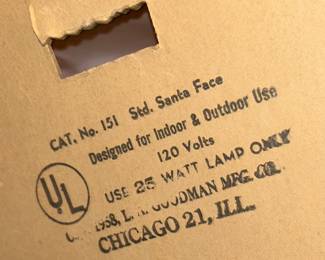 CAT. No. 151 Std. Santa Face
Designed for Indoor & Outdoor Use
120 Volts
UL
USE 25 WATT LAMP ONLY
1958, L. A. GOODMAN MFG. CO.
CHICAGO 21, ILL.